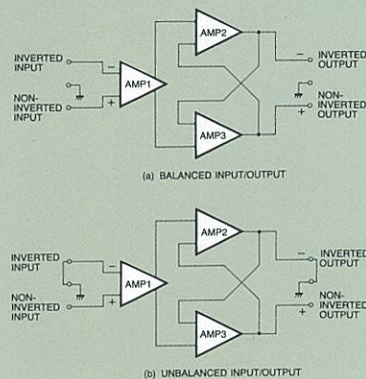 AMP2
INVERTED
INPUT
−
−
INVERTED
OUTPUT
AMP1
NON-
INVERTED
INPUT
+
+
NON-
INVERTED
OUTPUT
AMP3
(a) BALANCED INPUT/OUTPUT
AMP2
INVERTED
INPUT
−
−
INVERTED
OUTPUT
AMP1
NON-
INVERTED
INPUT
+
+
NON-
INVERTED
OUTPUT
AMP3
(b) UNBALANCED INPUT/OUTPUT